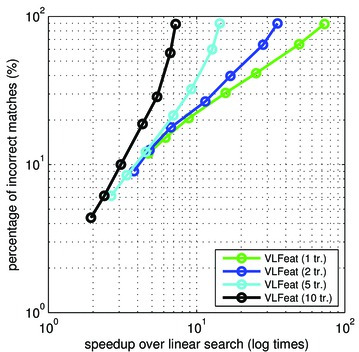 10²
10¹
10⁰
percentage of incorrect matches (%)
VLFeat (1 tr.)
VLFeat (2 tr.)
VLFeat (5 tr.)
VLFeat (10 tr.)
10⁰ 10¹ 10²
speedup over linear search (log times)